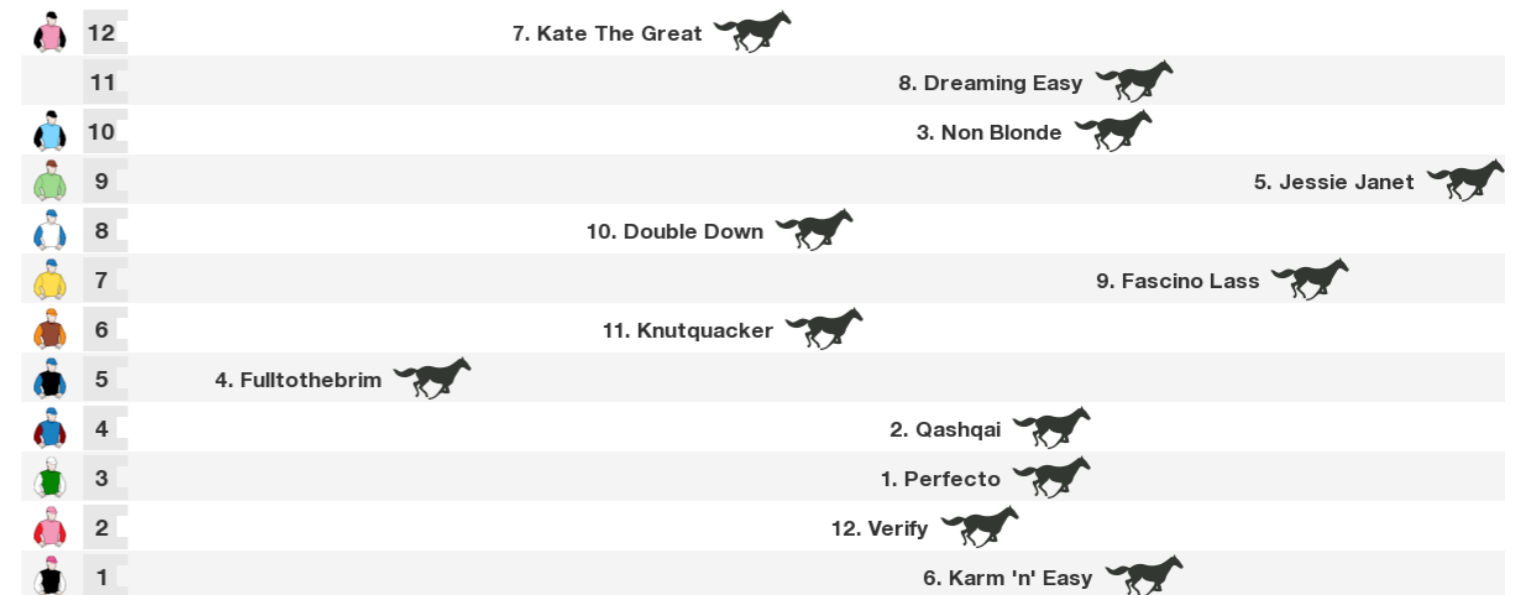 12 7. Kate The Great
11 8. Dreaming Easy
10 3. Non Blonde
9 5. Jessie Janet
8 10. Double Down
7 9. Fascino Lass
6 11. Knutquacker
5 4. Fulltothebrim
4 2. Qashqai
3 1. Perfecto
2 12. Verify
1 6. Karm 'n' Easy